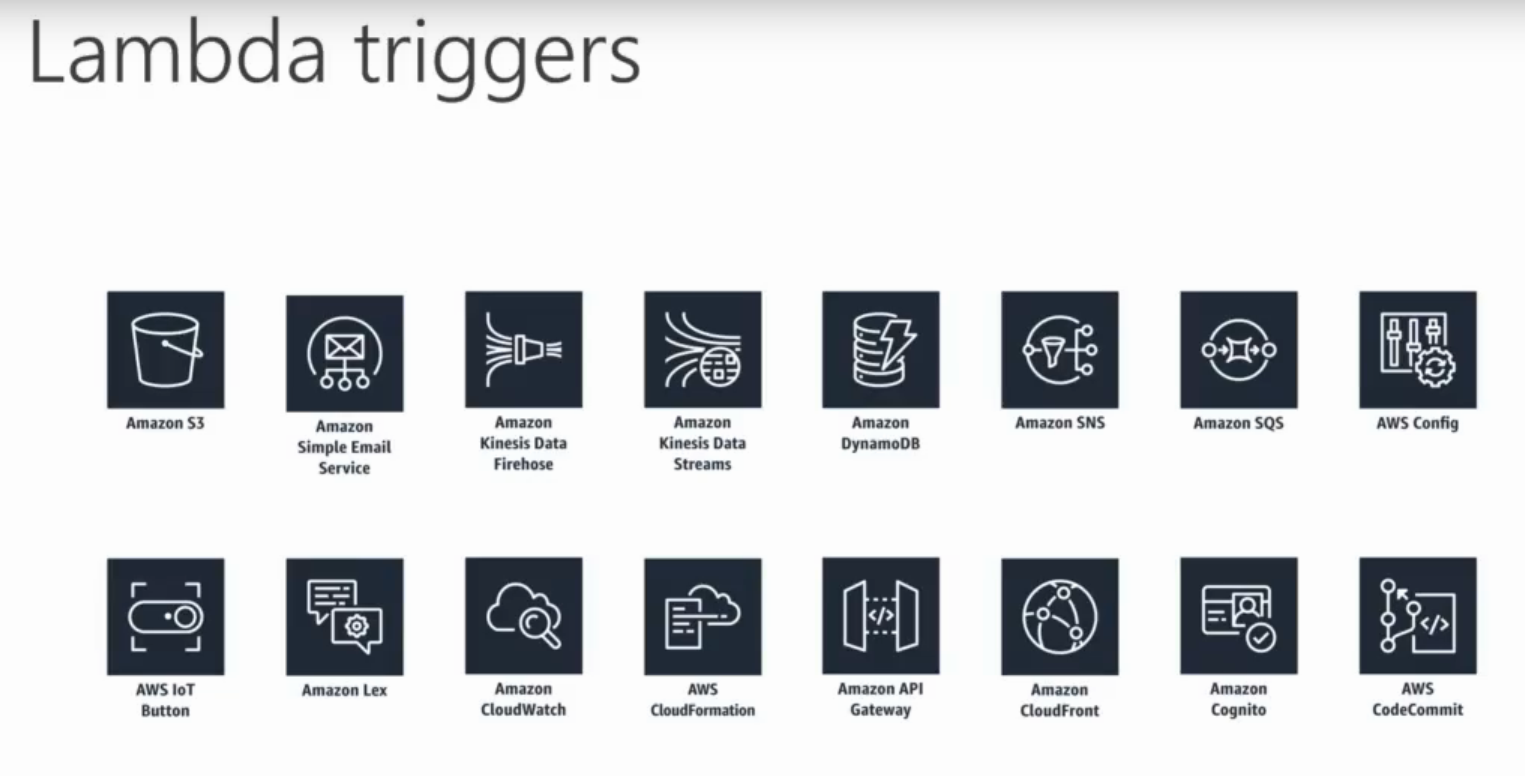 Lambda triggers
Amazon S3
Amazon
Simple Email
Service
Amazon
Kinesis Data
Firehose
Amazon
Kinesis Data
Streams
Amazon
DynamoDB
Amazon SNS
Amazon SQS
AWS Config
AWS IoT
Button
Amazon Lex
Amazon
CloudWatch
AWS
CloudFormation
Amazon API
Gateway
Amazon
CloudFront
Amazon
Cognito
AWS
CodeCommit